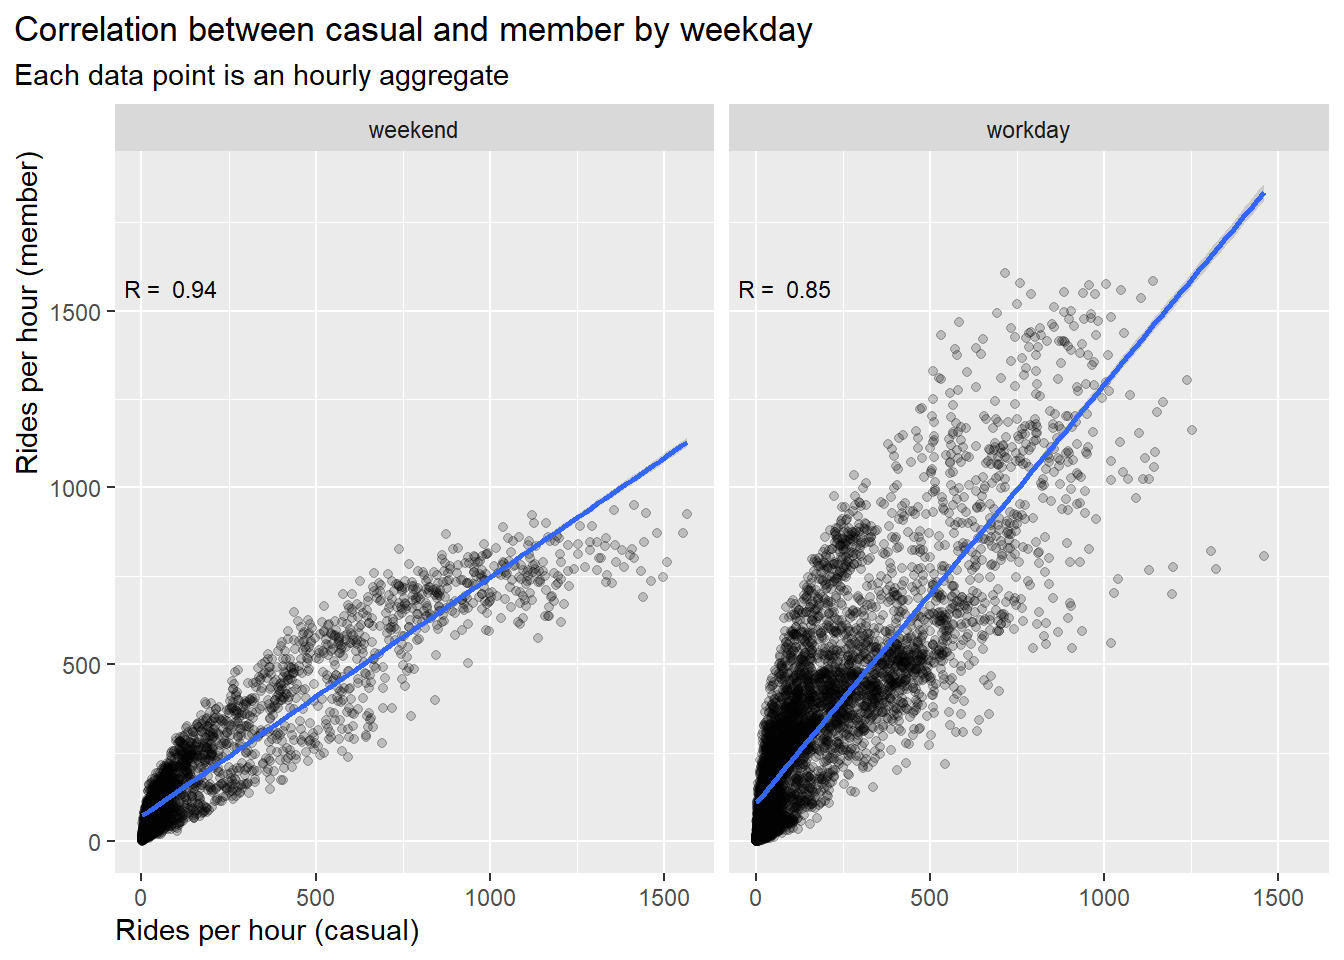 Correlation between casual and member by weekday
Each data point is an hourly aggregate
weekend
workday
Rides per hour (member)
R =  0.94
R =  0.85
1500
1000
500
0
0 500 1000 1500
0 500 1000 1500
Rides per hour (casual)